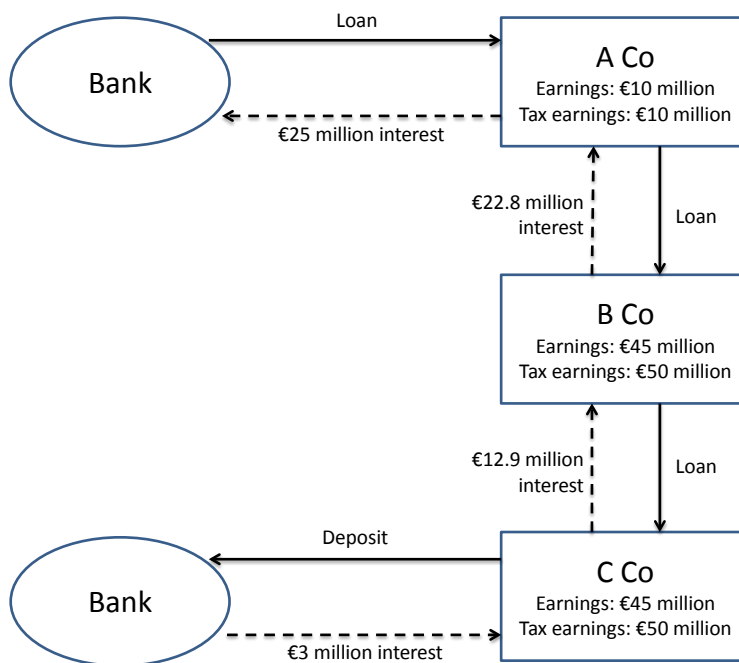 Loan
Bank
A Co
Earnings: €10 million
Tax earnings: €10 million
€25 million interest
€22.8 million
interest
Loan
B Co
Earnings: €45 million
Tax earnings: €50 million
€12.9 million
interest
Loan
Deposit
Bank
C Co
Earnings: €45 million
Tax earnings: €50 million
€3 million interest